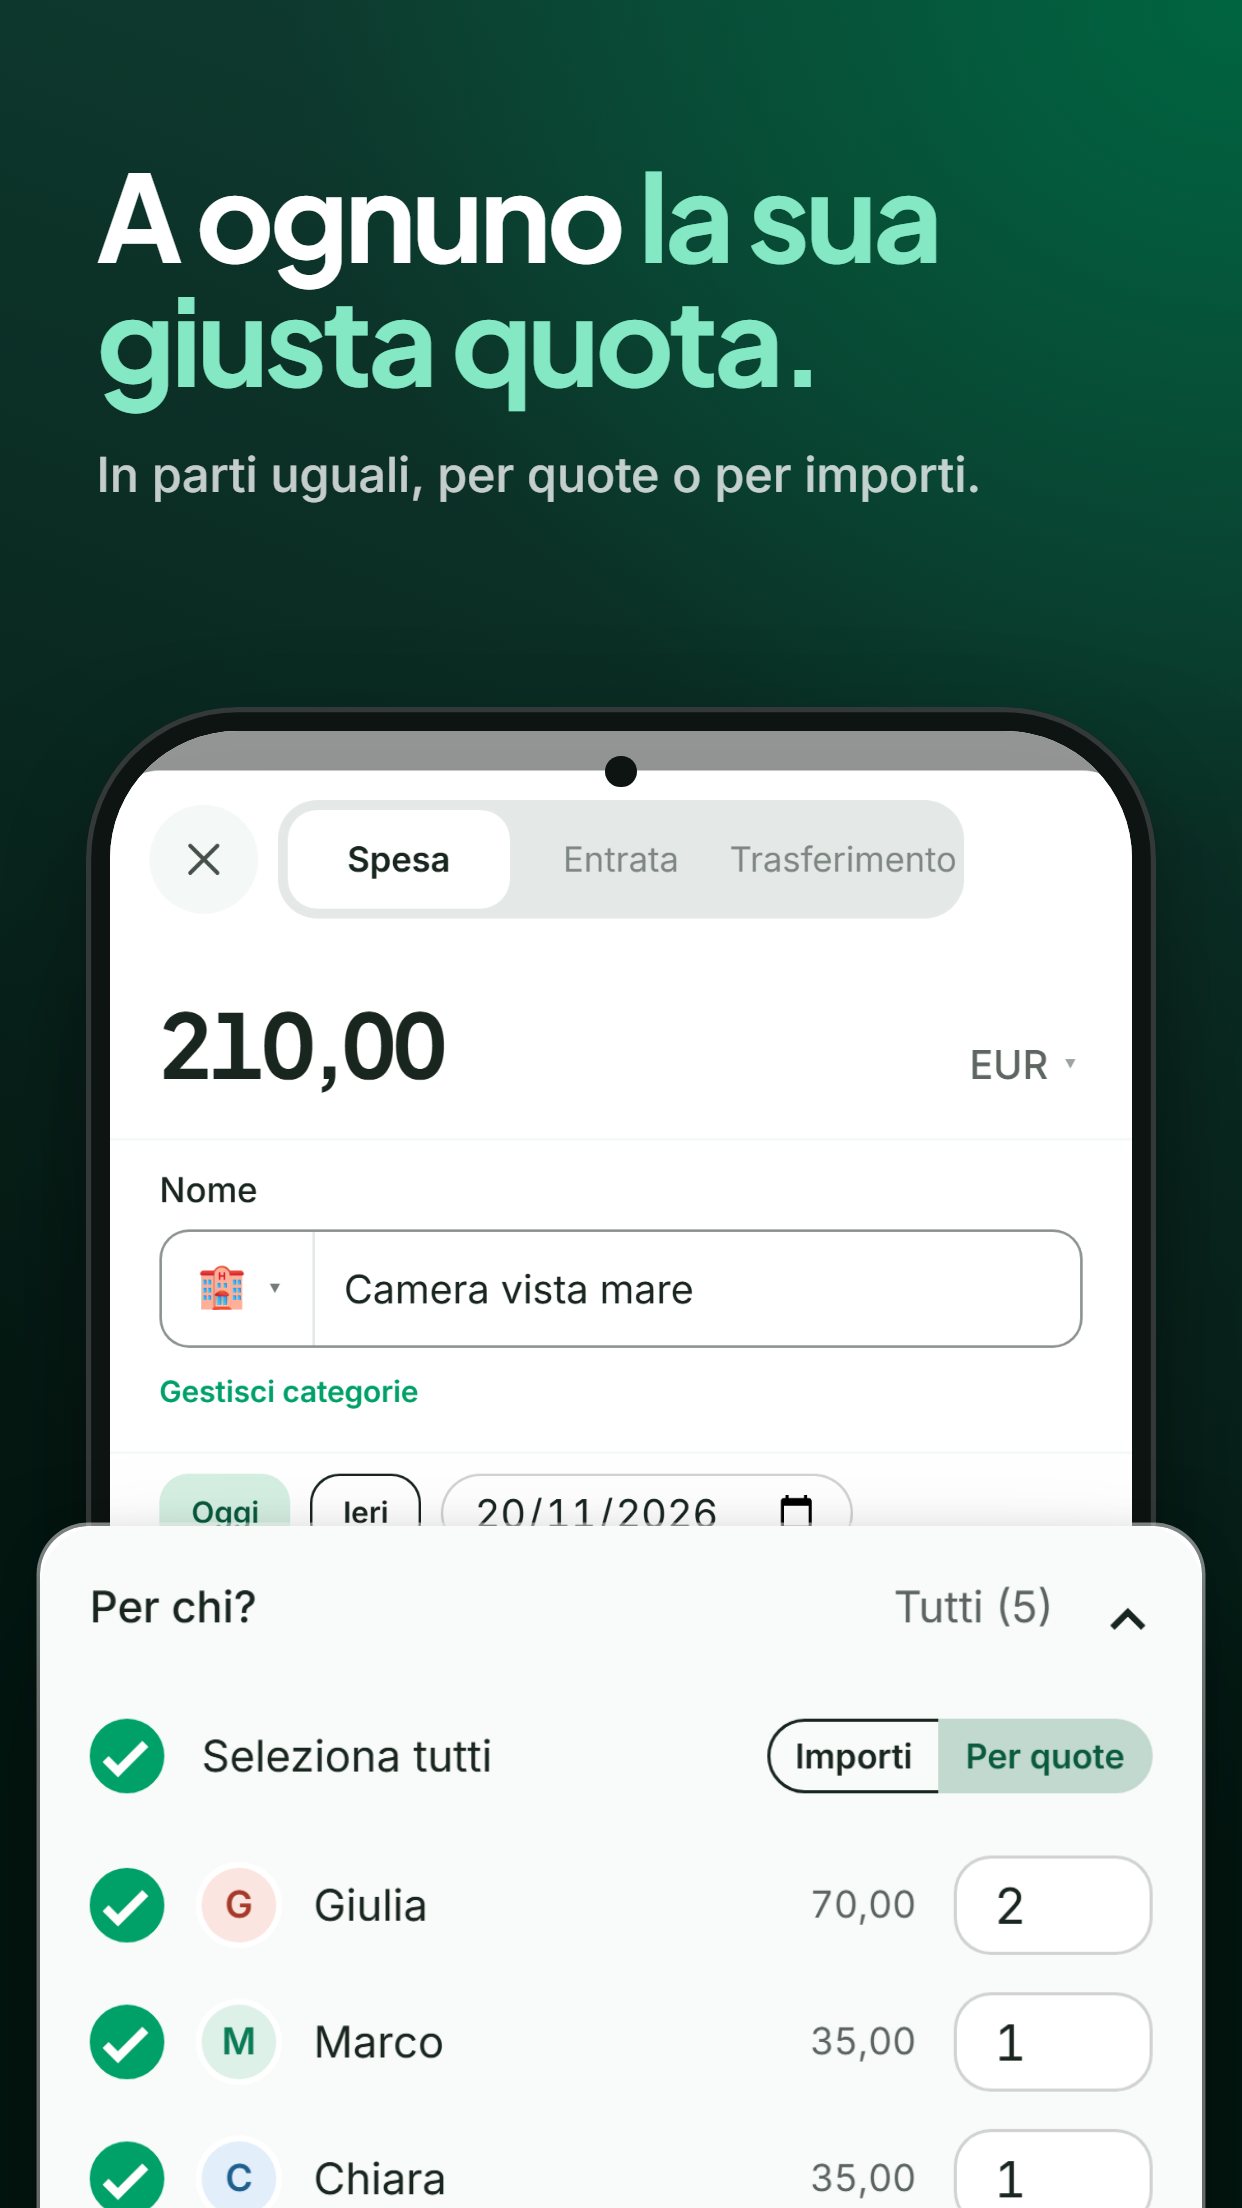 A ognuno la sua
giusta quota.
In parti uguali, per quote o per importi.
Spesa Entrata Trasferimento
210,00 EUR
Nome
Camera vista mare
Gestisci categorie
Oggi Ieri 20/11/2026
Per chi? Tutti (5)
Seleziona tutti Importi Per quote
G Giulia 70,00 2
M Marco 35,00 1
C Chiara 35,00 1